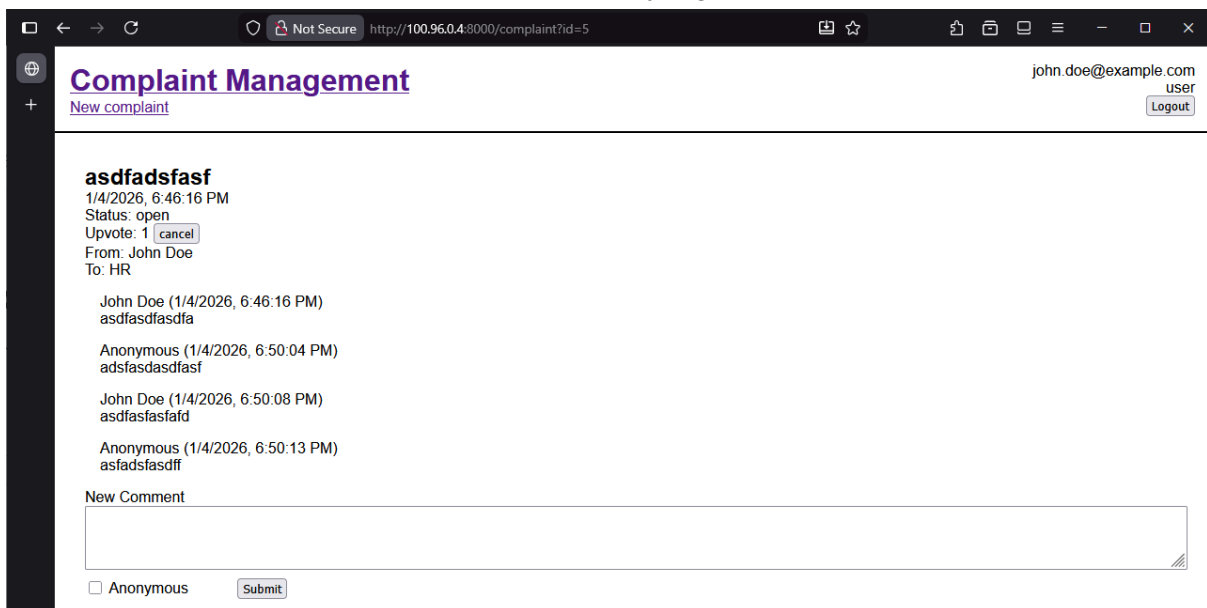 Not Secure http://100.96.0.4:8000/complaint?id=5
Complaint Management
New complaint
john.doe@example.com
user
Logout
asdfadsfasf
1/4/2026, 6:46:16 PM
Status: open
Upvote: 1 cancel
From: John Doe
To: HR
John Doe (1/4/2026, 6:46:16 PM)
asdfasdfasdfa
Anonymous (1/4/2026, 6:50:04 PM)
adsfasdasdfasf
John Doe (1/4/2026, 6:50:08 PM)
asdfasfasfafd
Anonymous (1/4/2026, 6:50:13 PM)
asfadsfasdff
New Comment
Anonymous Submit